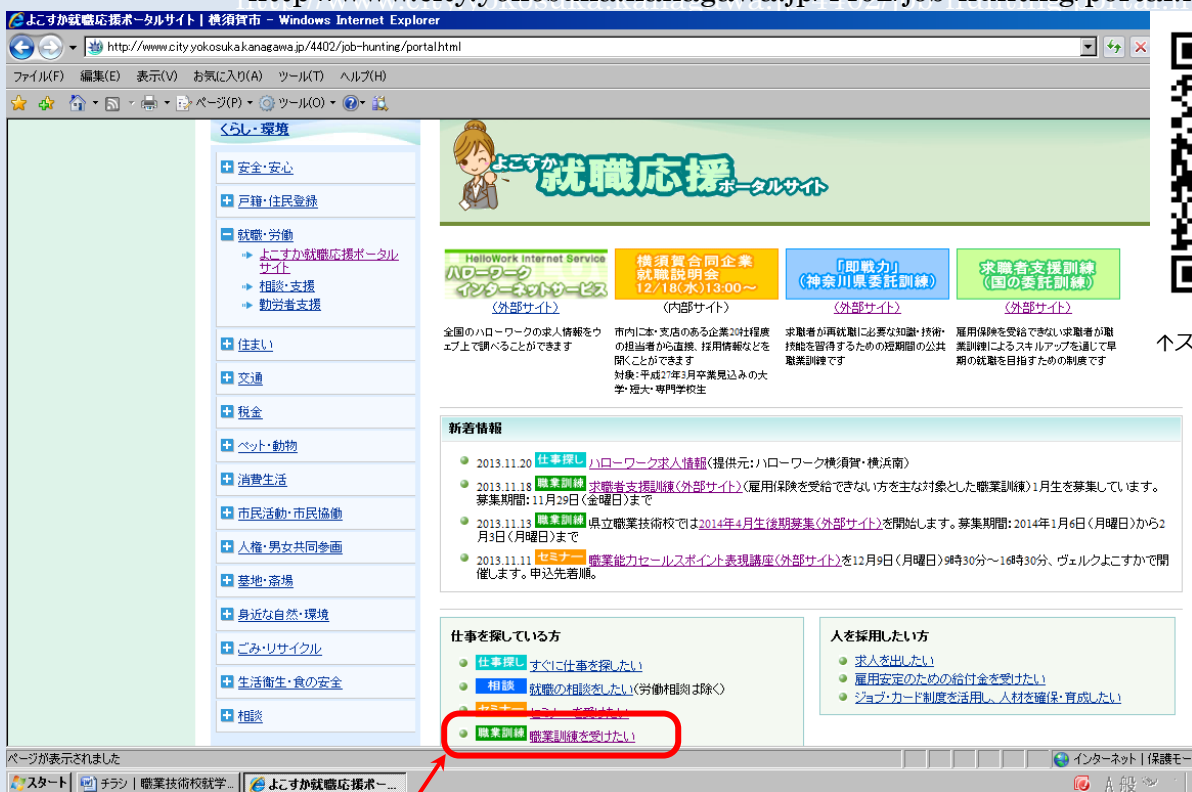 よこすか就職応援ポータルサイト | 横須賀市 - Windows Internet Explorer
http://www.city.yokosuka.kanagawa.jp/4402/job-hunting/portal.html
ファイル(F) 編集(E) 表示(V) お気に入り(A) ツール(T) ヘルプ(H)
ページ(P) ツール(O)
くらし・環境
安全・安心
戸籍・住民登録
就職・労働
よこすか就職応援ポータル
サイト
相談・支援
勤労者支援
住まい
交通
税金
ペット・動物
消費生活
市民活動・市民協働
人権・男女共同参画
墓地・斎場
身近な自然・環境
ごみ・リサイクル
生活衛生・食の安全
相談
よこすか就職応援ポータルサイト
HelloWork Internet Service
ハローワーク
インターネットサービス
(外部サイト)
全国のハローワークの求人情報をウ
ェブ上で調べることができます
横須賀合同企業
就職説明会
12/18(水)13:00～
(内部サイト)
市内に本・支店のある企業20社程度
の担当者から直接、採用情報などを
聞くことができます
対象:平成27年3月卒業見込みの大
学・短大・専門学校生
「即戦力」
(神奈川県委託訓練)
(外部サイト)
求職者が再就職に必要な知識・技術・
技能を習得するための短期間の公共
職業訓練です
求職者支援訓練
(国の委託訓練)
(外部サイト)
雇用保険を受給できない求職者が職
業訓練によるスキルアップを通じて早
期の就職を目指すための制度です
↑ス
新着情報
2013.11.20 仕事探し ハローワーク求人情報(提供元:ハローワーク横須賀・横浜南)
2013.11.18 職業訓練 求職者支援訓練(外部サイト)(雇用保険を受給できない方を主な対象とした職業訓練)1月生を募集しています。
募集期間:11月29日(金曜日)まで
2013.11.13 職業訓練 県立職業技術校では2014年4月生後期募集(外部サイト)を開始します。募集期間:2014年1月6日(月曜日)から2
月3日(月曜日)まで
2013.11.11 セミナー 職業能力セールスポイント表現講座(外部サイト)を12月9日(月曜日)9時30分～16時30分、ヴェルクよこすかで開
催します。申込先着順。
仕事を探している方
仕事探し すぐに仕事を探したい
相談 就職の相談をしたい(労働相談は除く)
セミナー セミナーを受けたい
職業訓練 職業訓練を受けたい
人を採用したい方
求人を出したい
雇用安定のための給付金を受けたい
ジョブ・カード制度を活用し、人材を確保・育成したい
ページが表示されました
インターネット | 保護モー
スタート チラシ | 職業技術校就学... よこすか就職応援ポー...
A 般